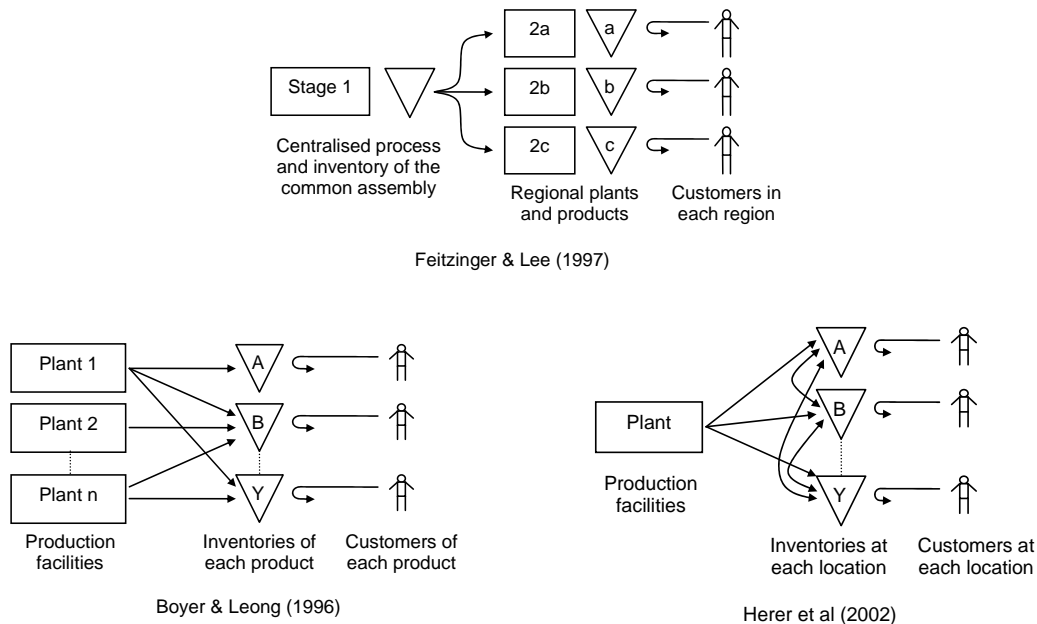 2a
a
Stage 1
2b
b
2c
c
Centralised process
and inventory of the
common assembly
Regional plants
and products
Customers in
each region
Feitzinger & Lee (1997)
Plant 1
A
Plant 2
B
Plant n
Y
Production
facilities
Inventories of
each product
Customers of
each product
Boyer & Leong (1996)
A
Plant
B
Y
Production
facilities
Inventories at
each location
Customers at
each location
Herer et al (2002)